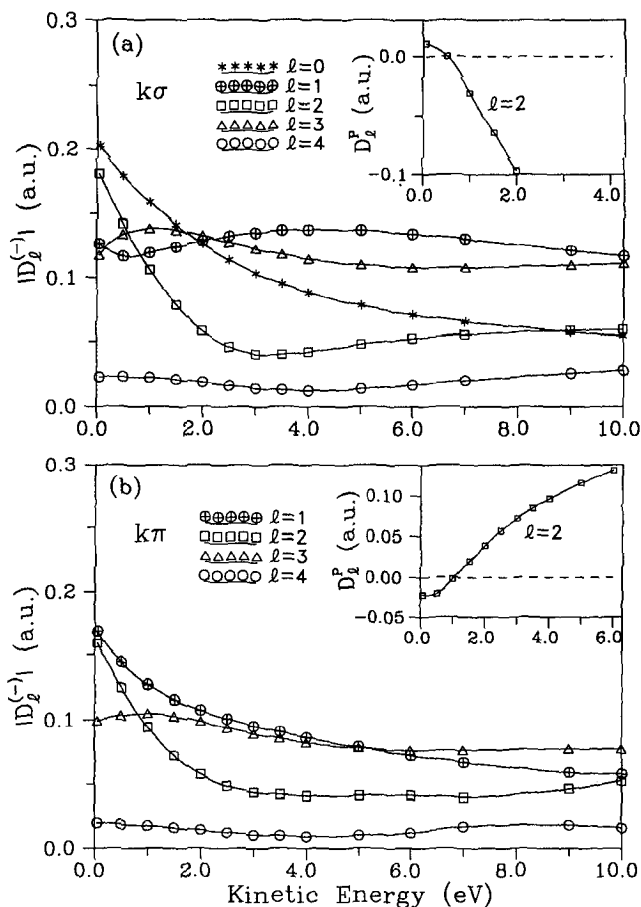 (a)
kσ
ℓ=0
ℓ=1
ℓ=2
ℓ=3
ℓ=4
|D_ℓ^(-)| (a.u.)
0.3
0.2
0.1
0.0
0.0 2.0 4.0 6.0 8.0 10.0
D_ℓ^P (a.u.)
0.0
-0.1
ℓ=2
0.0 2.0 4.0
(b)
kπ
ℓ=1
ℓ=2
ℓ=3
ℓ=4
|D_ℓ^(-)| (a.u.)
0.3
0.2
0.1
0.0
0.0 2.0 4.0 6.0 8.0 10.0
D_ℓ^P (a.u.)
0.10
0.05
0.00
-0.05
ℓ=2
0.0 2.0 4.0 6.0
Kinetic Energy (eV)